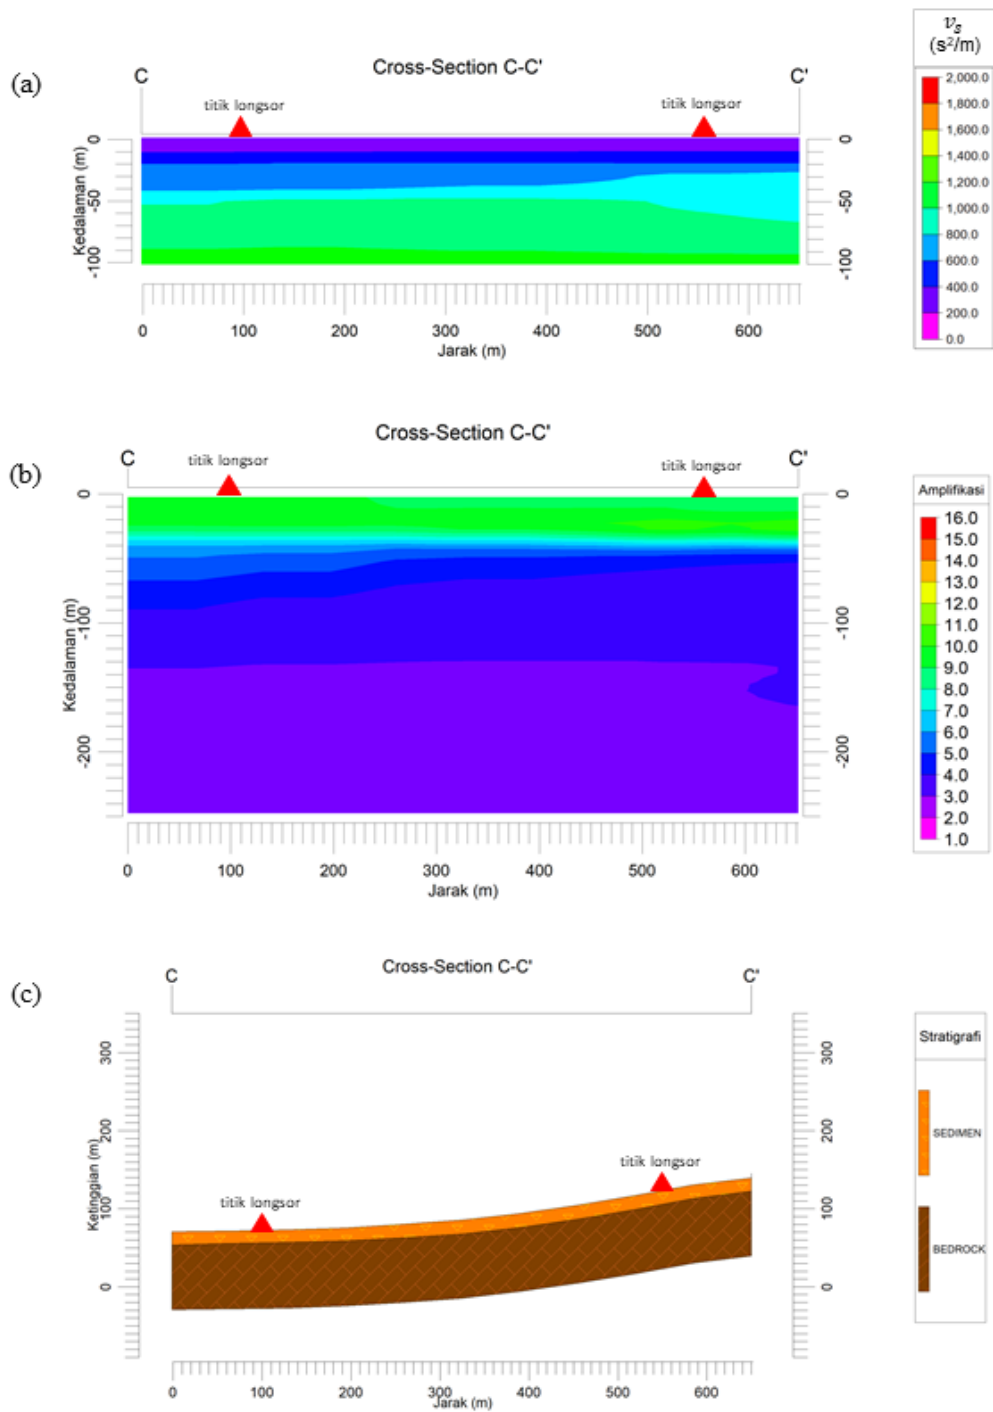 (a)
Cross-Section C-C'
C
C'
titik longsor
titik longsor
Kedalaman (m)
0
-50
-100
0
-50
-100
0
100
200
300
400
500
600
Jarak (m)
vs
(s²/m)
2,000.0
1,800.0
1,600.0
1,400.0
1,200.0
1,000.0
800.0
600.0
400.0
200.0
0.0
(b)
Cross-Section C-C'
C
C'
titik longsor
titik longsor
Kedalaman (m)
0
-100
-200
0
-100
-200
0
100
200
300
400
500
600
Jarak (m)
Amplifikasi
16.0
15.0
14.0
13.0
12.0
11.0
10.0
9.0
8.0
7.0
6.0
5.0
4.0
3.0
2.0
1.0
(c)
Cross-Section C-C'
C
C'
titik longsor
titik longsor
Ketinggian (m)
300
200
100
0
300
200
100
0
0
100
200
300
400
500
600
Jarak (m)
Stratigrafi
SEDIMEN
BEDROCK